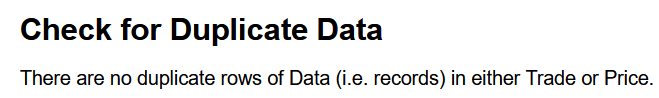 Check for Duplicate Data
There are no duplicate rows of Data (i.e. records) in either Trade or Price.